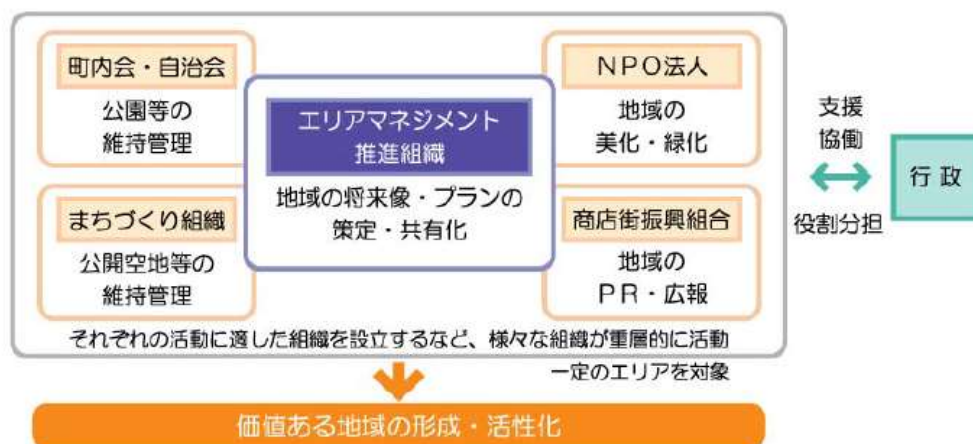 町内会・自治会
公園等の
維持管理
NPO法人
地域の
美化・緑化
エリアマネジメント
推進組織
地域の将来像・プランの
策定・共有化
まちづくり組織
公開空地等の
維持管理
商店街振興組合
地域の
PR・広報
それぞれの活動に適した組織を設立するなど、様々な組織が重層的に活動
一定のエリアを対象
支援
協働
役割分担
行政
価値ある地域の形成・活性化